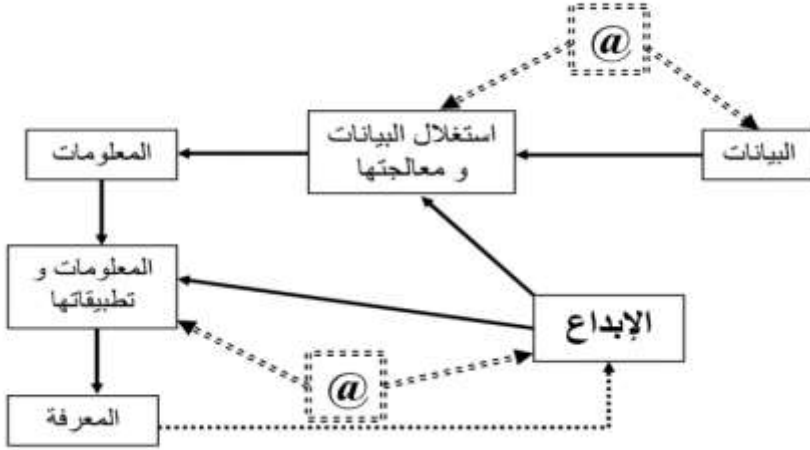 @
البيانات
استغلال البيانات
و معالجتها
المعلومات
المعلومات و
تطبيقاتها
الإبداع
@
المعرفة